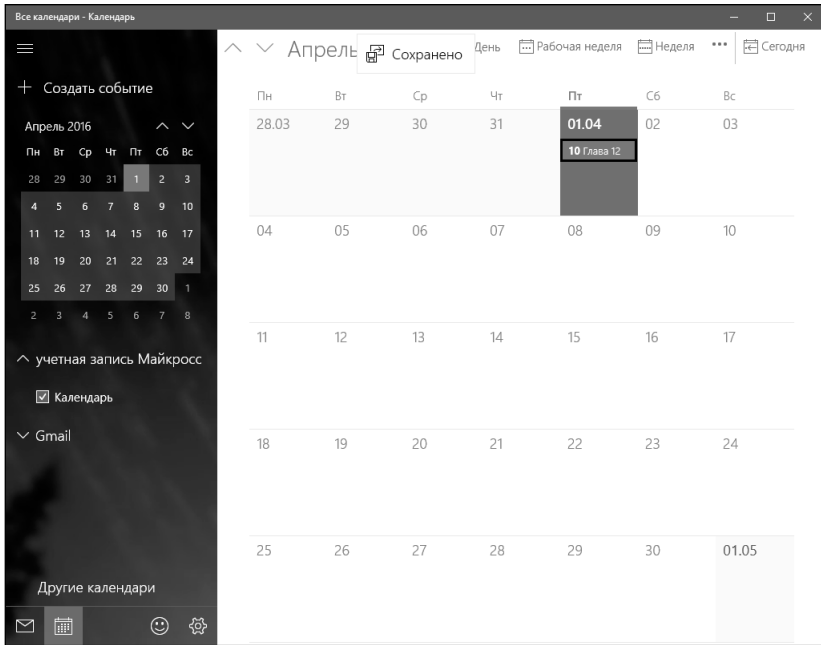 Все календари - Календарь
Создать событие
Апрель 2016
Пн Вт Ср Чт Пт Сб Вс
28 29 30 31 1 2 3
4 5 6 7 8 9 10
11 12 13 14 15 16 17
18 19 20 21 22 23 24
25 26 27 28 29 30 1
2 3 4 5 6 7 8
учетная запись Майкросс
Календарь
Gmail
Другие календари
Апрель Сохранено День Рабочая неделя Неделя ••• Сегодня
Пн Вт Ср Чт Пт Сб Вс
28.03 29 30 31 01.04 02 03
10 Глава 12
04 05 06 07 08 09 10
11 12 13 14 15 16 17
18 19 20 21 22 23 24
25 26 27 28 29 30 01.05